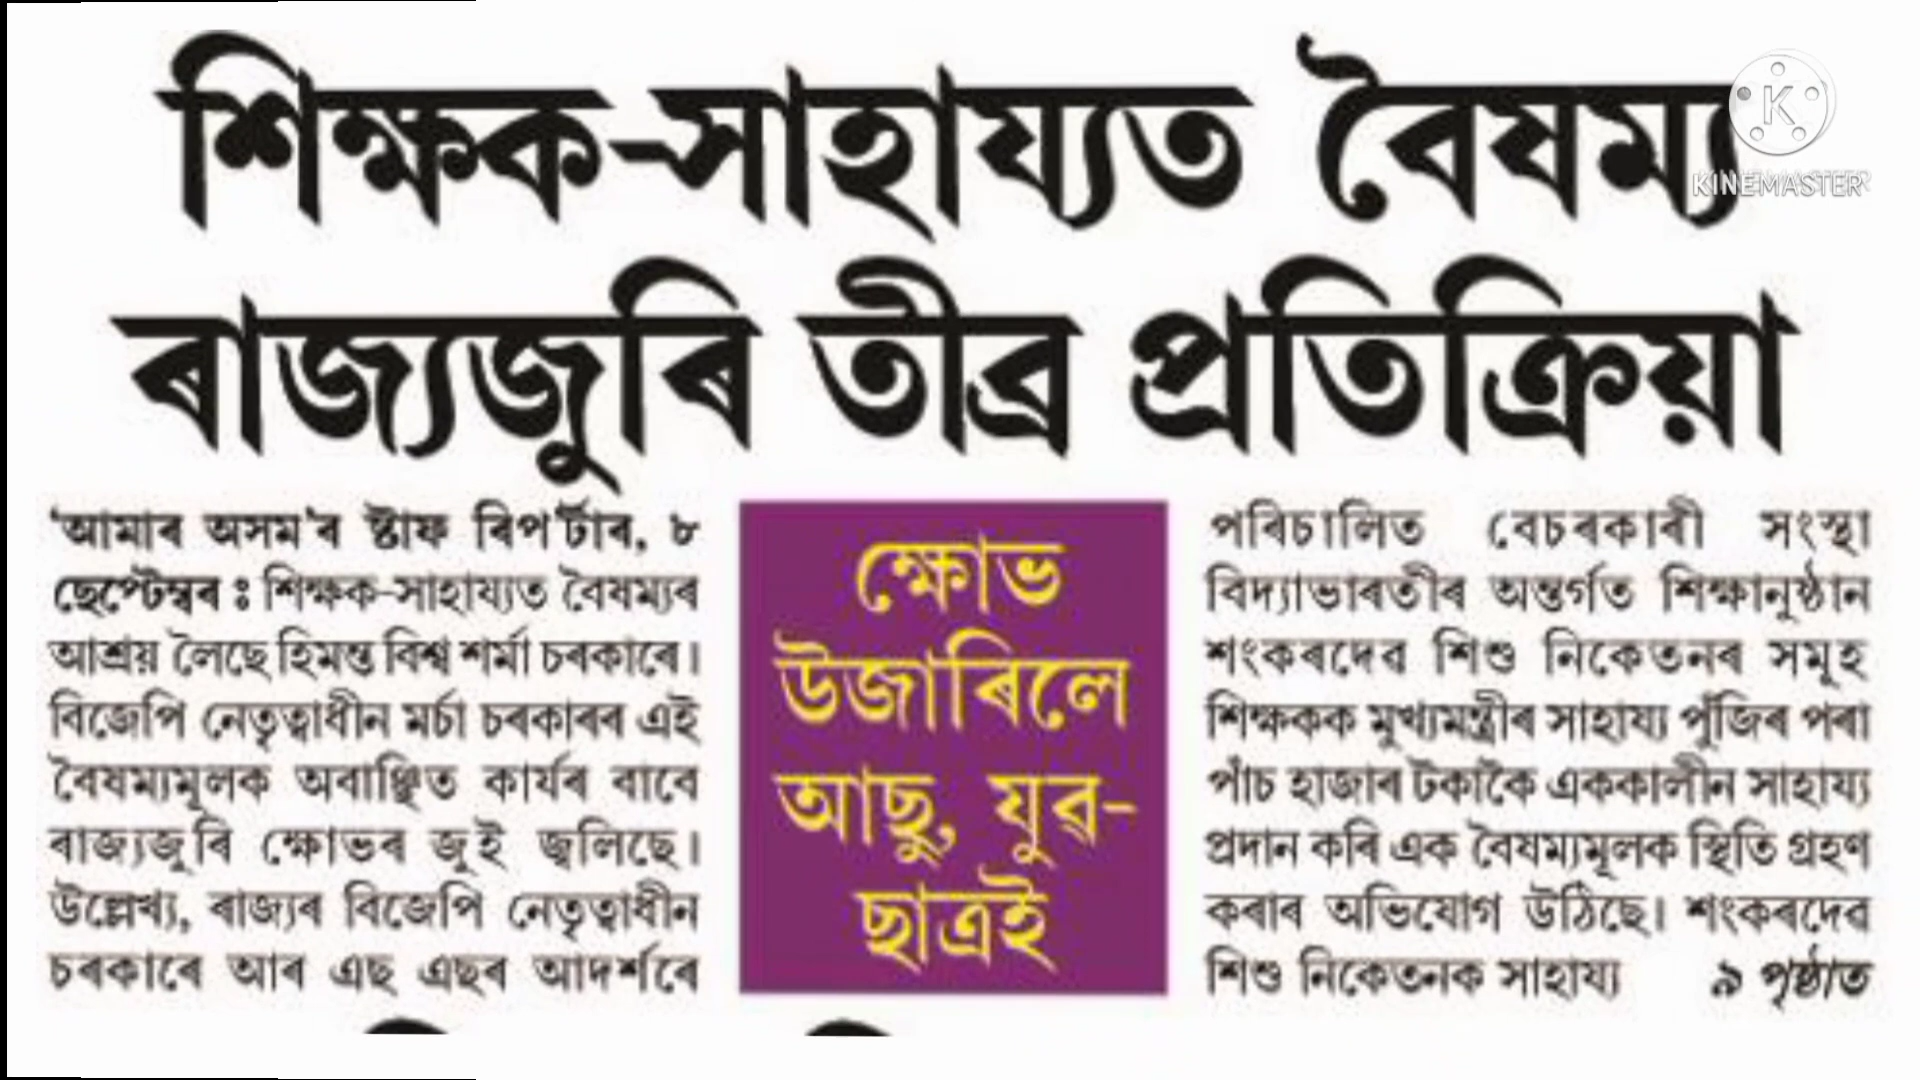 শিক্ষক-সাহায্যত বৈষম্য
ৰাজ্যজুৰি তীব্ৰ প্ৰতিক্ৰিয়া
KINEMASTER
'আমাৰ অসম'ৰ ষ্টাফ ৰিপ'ৰ্টাৰ, ৮
ছেপ্টেম্বৰ ঃ শিক্ষক-সাহায্যত বৈষম্যৰ
আশ্ৰয় লৈছে হিমন্ত বিশ্ব শৰ্মা চৰকাৰে।
বিজেপি নেতৃত্বাধীন মৰ্চা চৰকাৰৰ এই
বৈষম্যমূলক অবাঞ্ছিত কাৰ্যৰ বাবে
ৰাজ্যজুৰি ক্ষোভৰ জুই জ্বলিছে।
উল্লেখ্য, ৰাজ্যৰ বিজেপি নেতৃত্বাধীন
চৰকাৰে আৰ এছ এছৰ আদৰ্শৰে
ক্ষোভ
উজাৰিলে
আছু, যুৱ-
ছাত্ৰই
পৰিচালিত বেচৰকাৰী সংস্থা
বিদ্যাভাৰতীৰ অন্তৰ্গত শিক্ষানুষ্ঠান
শংকৰদেৱ শিশু নিকেতনৰ সমূহ
শিক্ষকক মুখ্যমন্ত্ৰীৰ সাহায্য পুঁজিৰ পৰা
পাঁচ হাজাৰ টকাকৈ এককালীন সাহায্য
প্ৰদান কৰি এক বৈষম্যমূলক স্থিতি গ্ৰহণ
কৰাৰ অভিযোগ উঠিছে। শংকৰদেৱ
শিশু নিকেতনক সাহায্য ৯ পৃষ্ঠাত